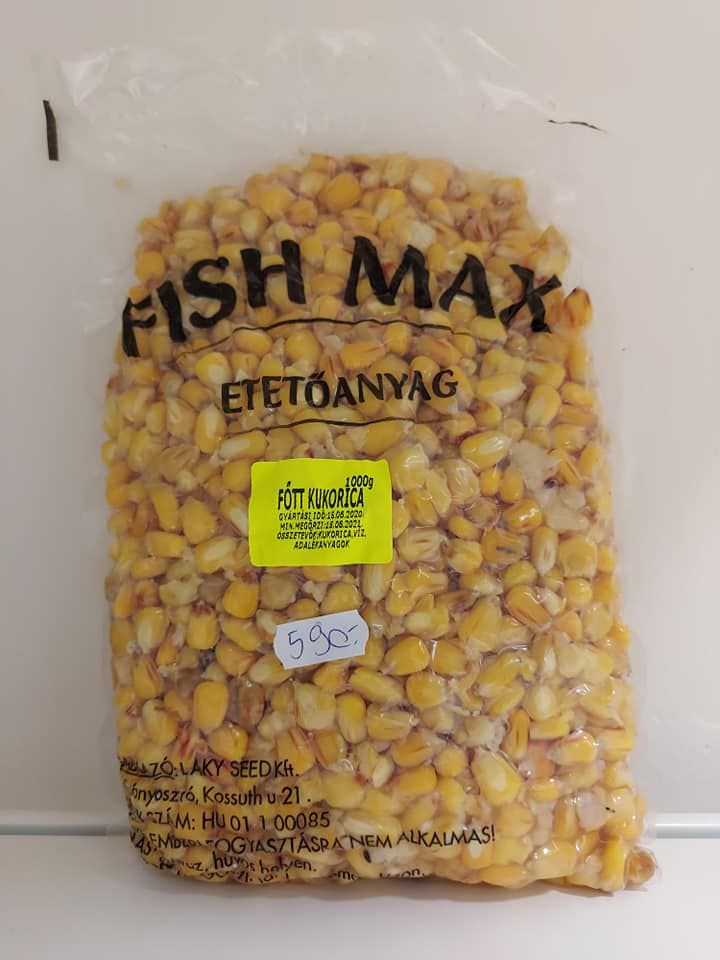 FISH MAX
ETETŐANYAG
1000g
FŐTT KUKORICA
GYÁRTÁSI IDŐ:15.06.2020.
MIN.MEGŐRZI:15.06.2021.
ÖSSZETEVŐK:KUKORICA,VÍZ,
ADALÉKANYAGOK
590.-
LAKY SEED Kft.
Kossuth u 21.
HU 01 1 00085
EMBERI FOGYASZTÁSRA NEM ALKALMAS!
hűvös helyen.